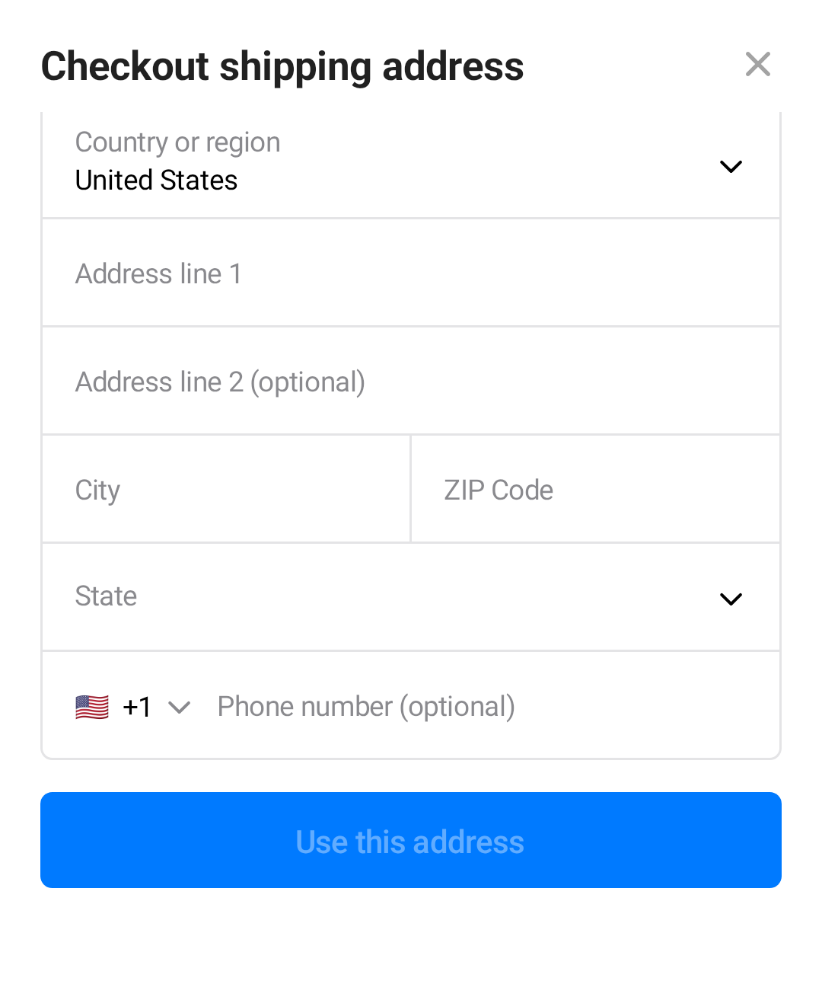 Checkout shipping address
Country or region
United States
Address line 1
Address line 2 (optional)
City
ZIP Code
State
+1 Phone number (optional)
Use this address